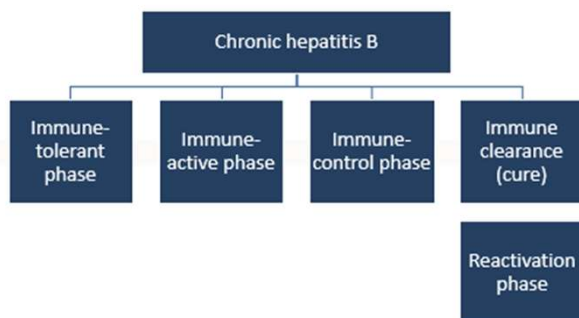 Chronic hepatitis B
Immune-
tolerant
phase
Immune-
active phase
Immune-
control phase
Immune
clearance
(cure)
Reactivation
phase